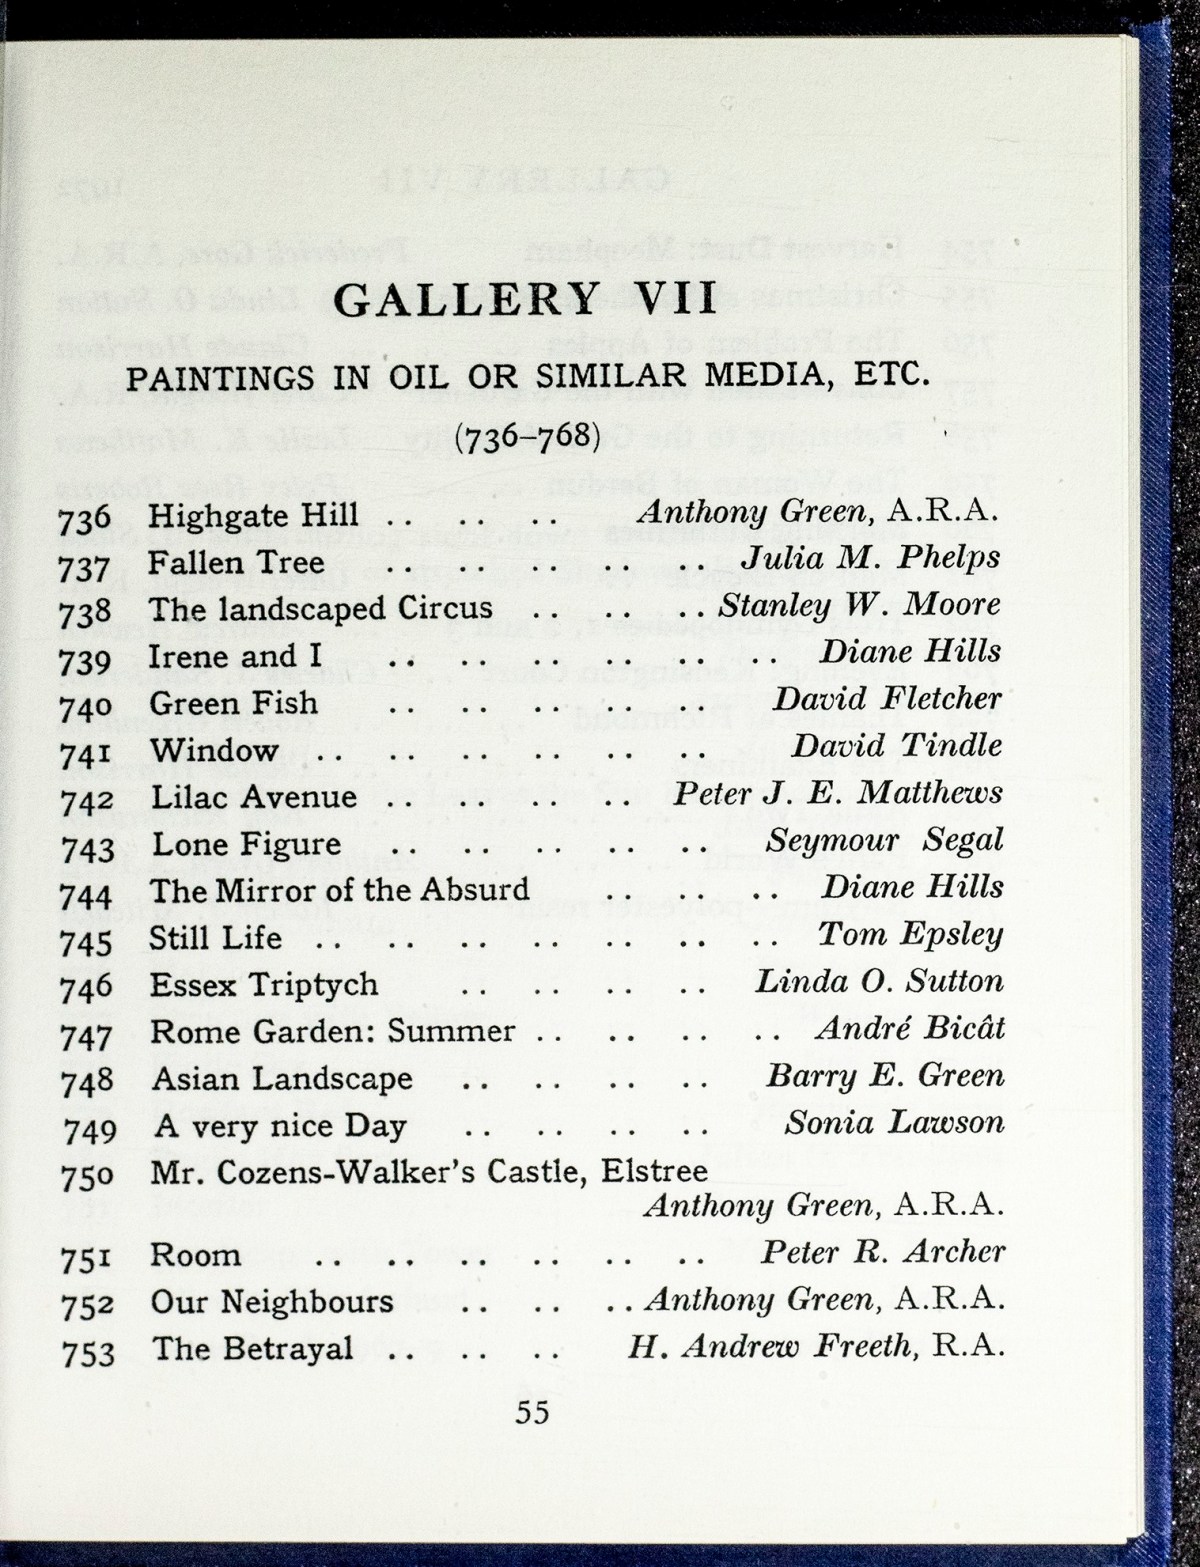 GALLERY VII
PAINTINGS IN OIL OR SIMILAR MEDIA, ETC.
(736–768)
736 Highgate Hill .. .. .. Anthony Green, A.R.A.
737 Fallen Tree .. .. .. .. .. Julia M. Phelps
738 The landscaped Circus .. .. .. Stanley W. Moore
739 Irene and I .. .. .. .. .. .. Diane Hills
740 Green Fish .. .. .. .. .. David Fletcher
741 Window .. .. .. .. .. .. David Tindle
742 Lilac Avenue .. .. .. .. Peter J. E. Matthews
743 Lone Figure .. .. .. .. .. Seymour Segal
744 The Mirror of the Absurd .. .. .. Diane Hills
745 Still Life .. .. .. .. .. .. .. Tom Epsley
746 Essex Triptych .. .. .. .. Linda O. Sutton
747 Rome Garden: Summer .. .. .. .. André Bicât
748 Asian Landscape .. .. .. .. Barry E. Green
749 A very nice Day .. .. .. .. Sonia Lawson
750 Mr. Cozens-Walker's Castle, Elstree
Anthony Green, A.R.A.
751 Room .. .. .. .. .. .. Peter R. Archer
752 Our Neighbours .. .. .. Anthony Green, A.R.A.
753 The Betrayal .. .. .. H. Andrew Freeth, R.A.
55